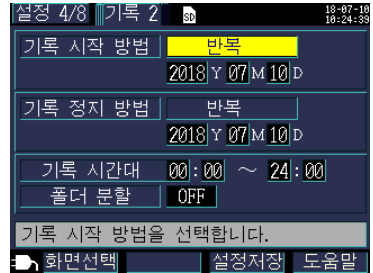 설정 4/8 기록 2 SD 18-07-10
10:24:39
기록 시작 방법 반복
2018 Y 07 M 10 D
기록 정지 방법 반복
2018 Y 07 M 10 D
기록 시간대 00:00 ~ 24:00
폴더 분할 OFF
기록 시작 방법을 선택합니다.
화면선택 설정저장 도움말